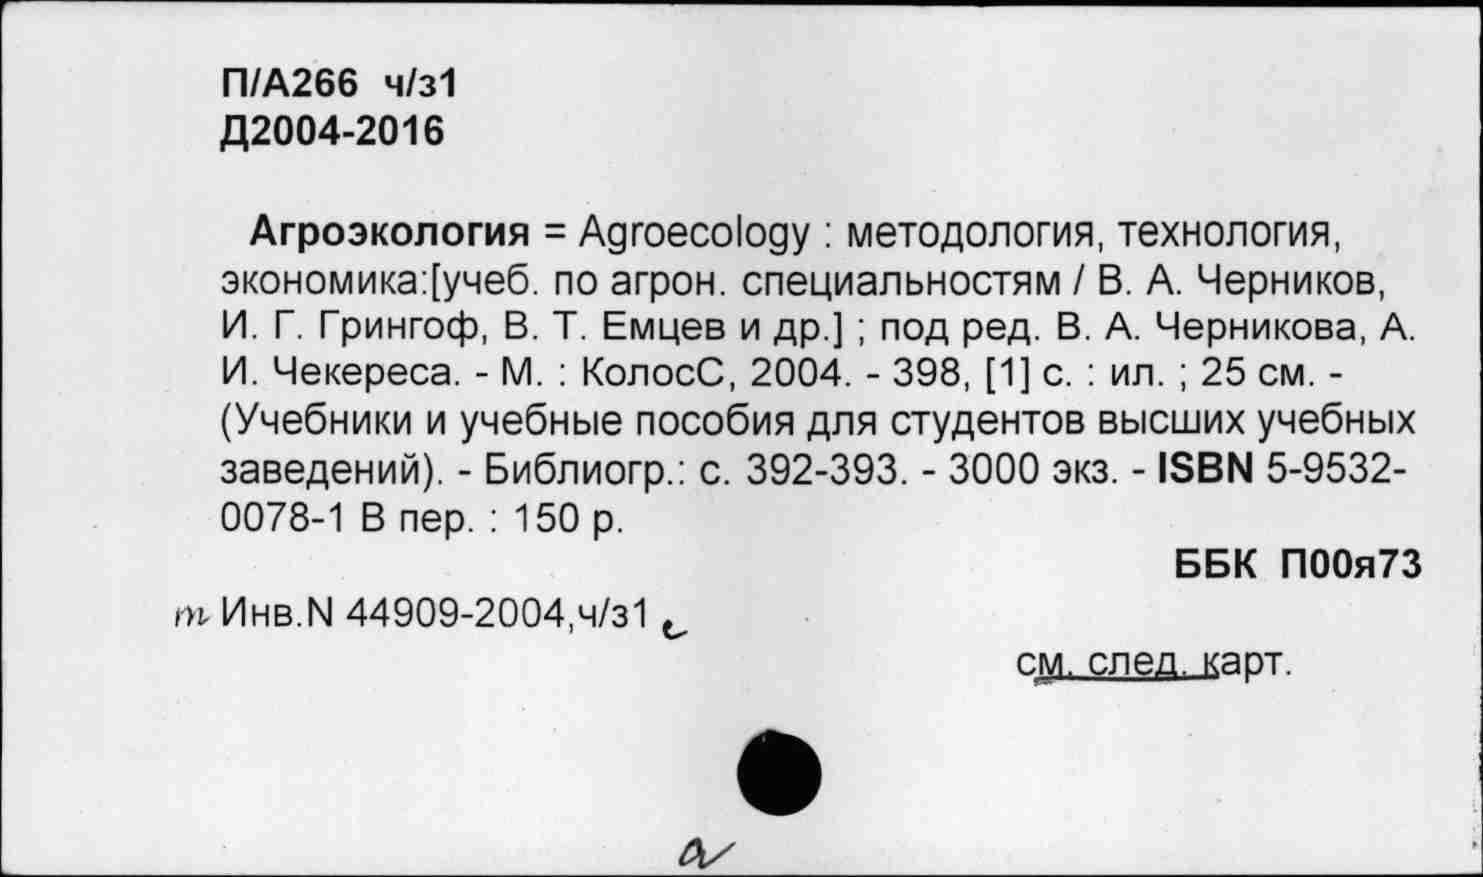 П/А266 ч/з1
Д2004-2016
Агроэкология = Agroecology : методология, технология,
экономика:[учеб. по агрон. специальностям / В. А. Черников,
И. Г. Грингоф, В. Т. Емцев и др.] ; под ред. В. А. Черникова, А.
И. Чекереса. - М. : КолосС, 2004. - 398, [1] с. : ил. ; 25 см. -
(Учебники и учебные пособия для студентов высших учебных
заведений). - Библиогр.: с. 392-393. - 3000 экз. - ISBN 5-9532-
0078-1 В пер. : 150 р.
ББК П00я73
Инв.N 44909-2004,ч/з1
см. след. карт.